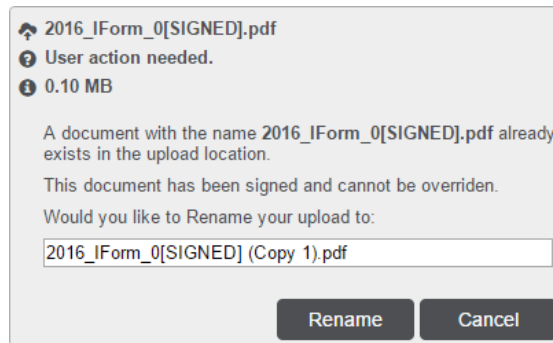 2016_IForm_0[SIGNED].pdf
User action needed.
0.10 MB
A document with the name 2016_IForm_0[SIGNED].pdf already
exists in the upload location.
This document has been signed and cannot be overriden.
Would you like to Rename your upload to:
2016_IForm_0[SIGNED] (Copy 1).pdf
Rename Cancel